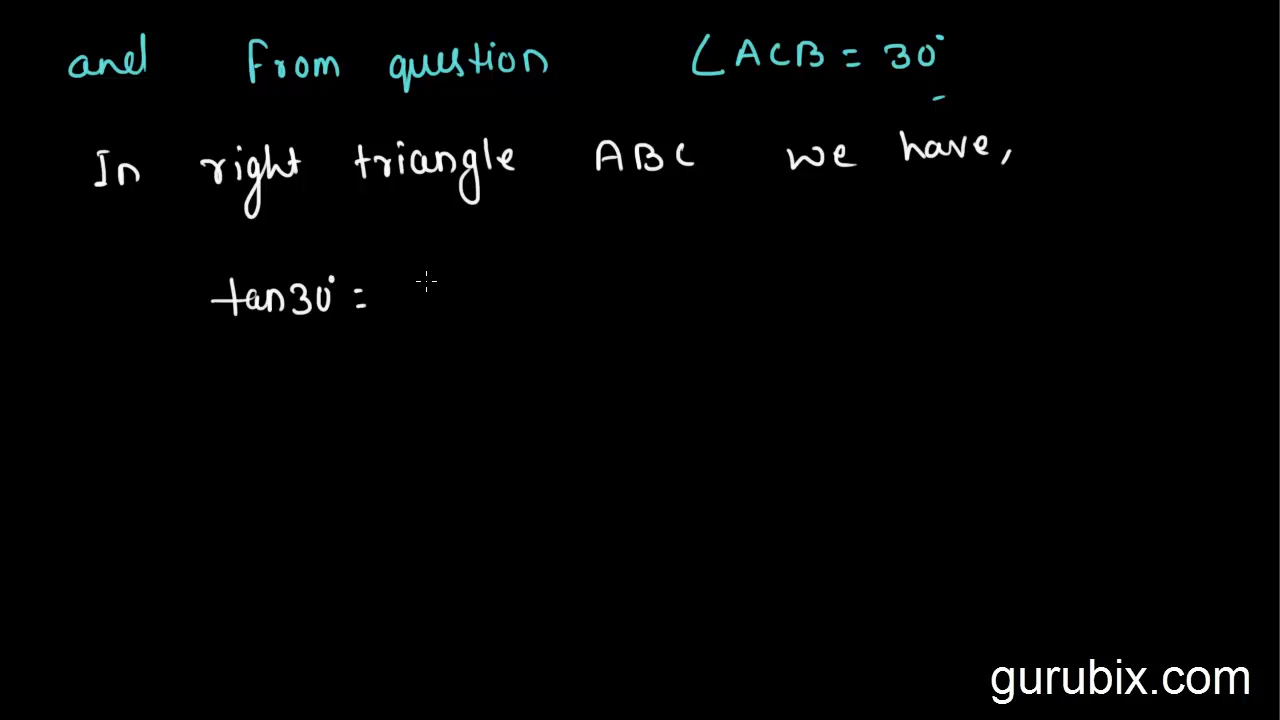 and From question ∠ACB = 30°
In right triangle ABC we have,
tan30° =
gurubix.com